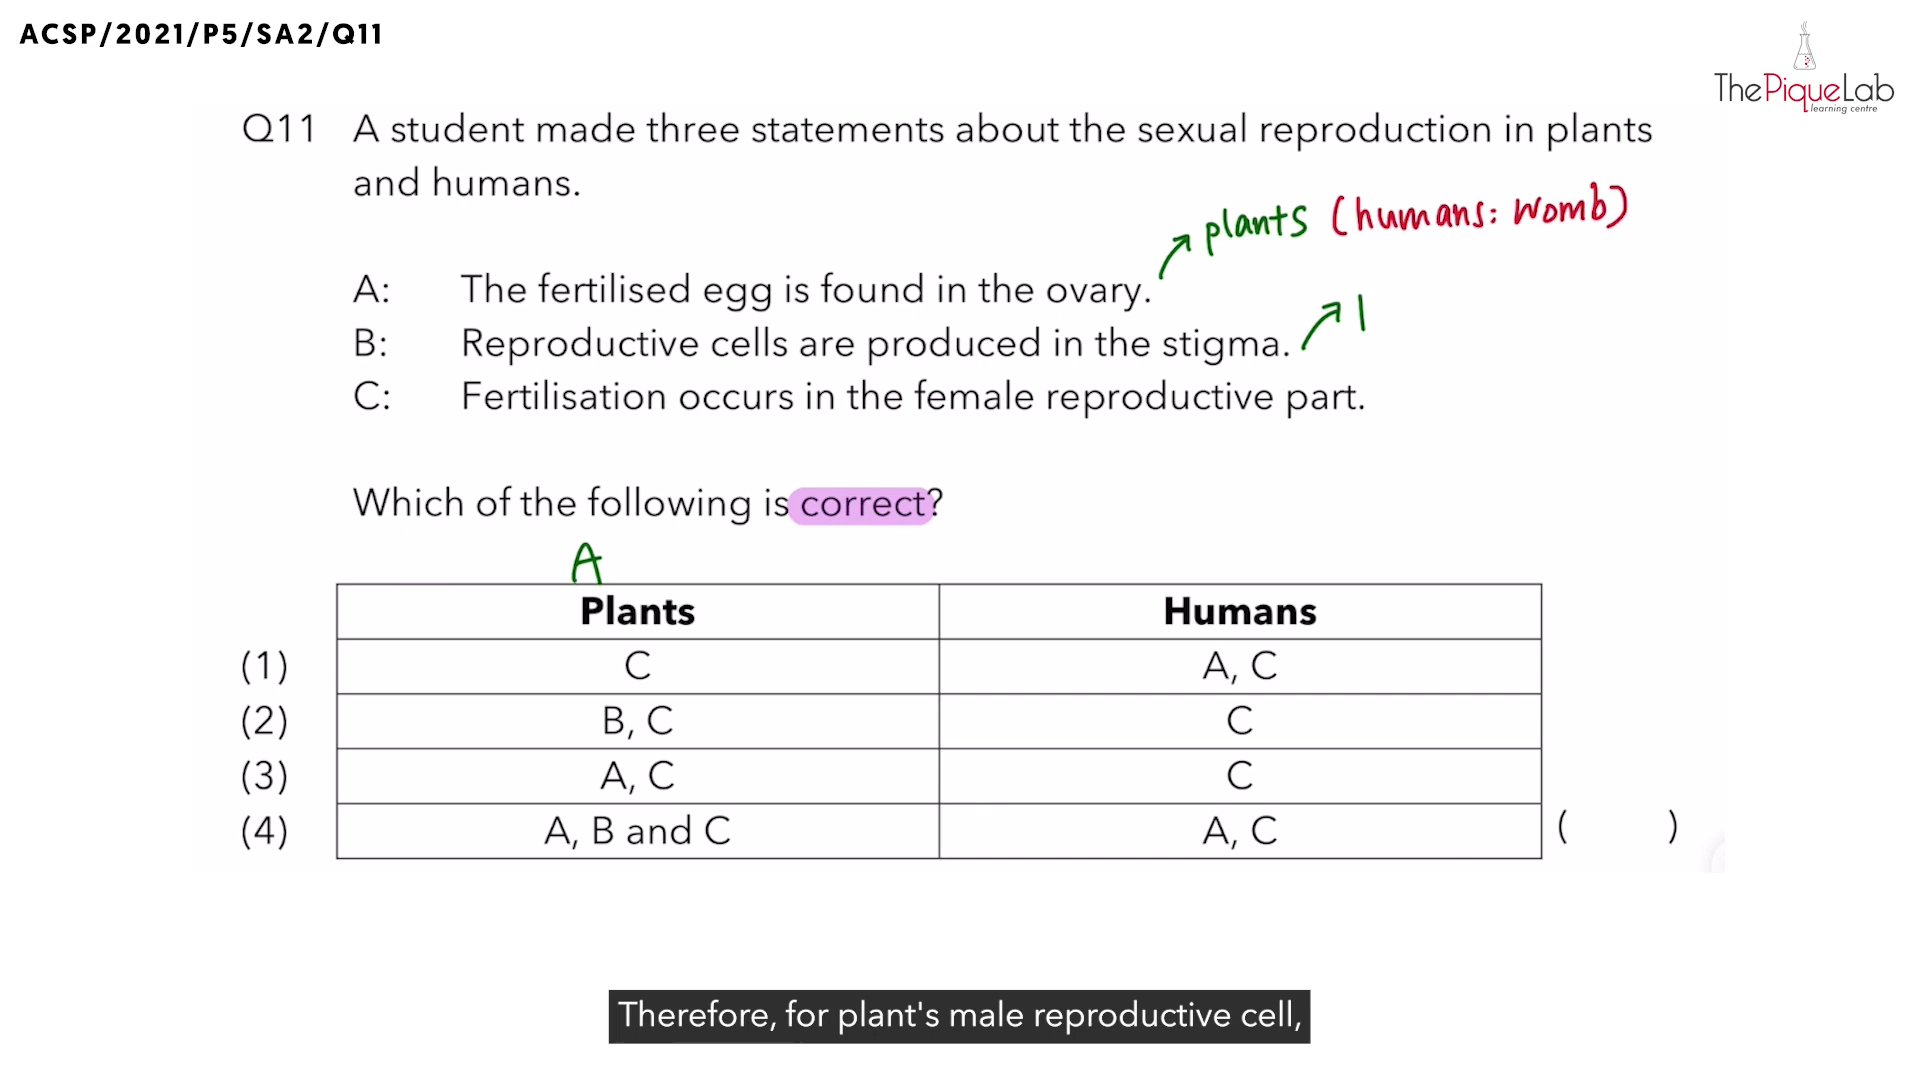 ACSP/2021/P5/SA2/Q11
ThePiqueLab
learning centre
Q11 A student made three statements about the sexual reproduction in plants
and humans.
plants (humans: womb)
A: The fertilised egg is found in the ovary.
B: Reproductive cells are produced in the stigma.
C: Fertilisation occurs in the female reproductive part.
Which of the following is correct?
A
Plants Humans
(1) C A, C
(2) B, C C
(3) A, C C
(4) A, B and C A, C ( )
Therefore, for plant's male reproductive cell,